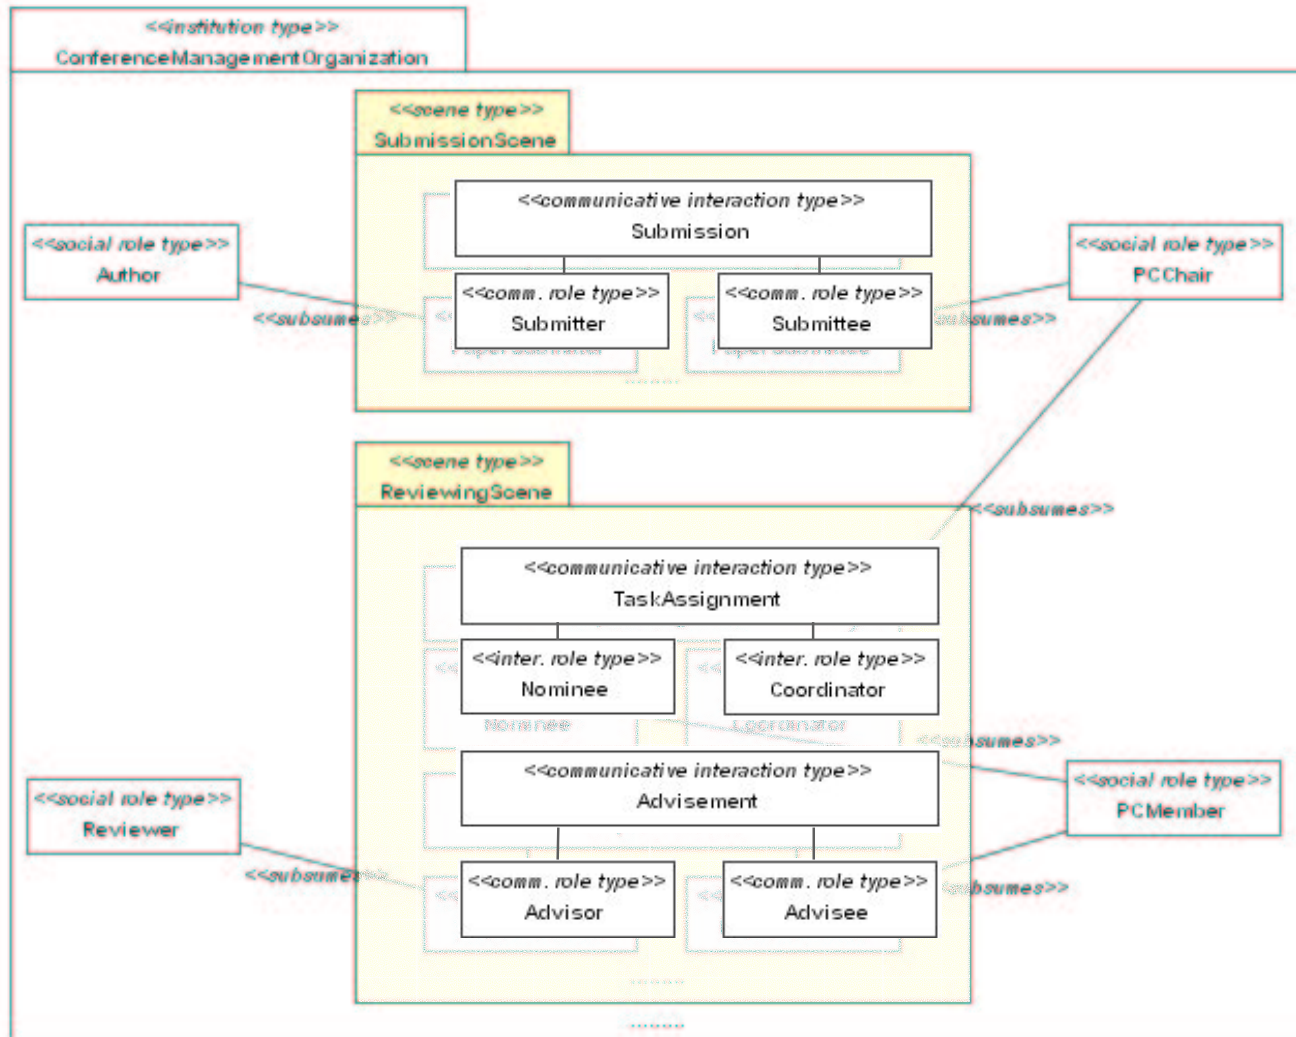 <<institution type>>
ConferenceManagementOrganization
<<scene type>>
SubmissionScene
<<communicative interaction type>>
Submission
<<social role type>>
Author
<<social role type>>
PCChair
<<comm. role type>>
Submitter
<<comm. role type>>
Submittee
<<subsumes>>
subsumes>>
.......
<<scene type>>
ReviewingScene
<<subsumes>>
<<communicative interaction type>>
TaskAssignment
<<inter. role type>>
Nominee
<<inter. role type>>
Coordinator
Nominee
Coordinator
<<subsumes>>
<<communicative interaction type>>
Advisement
<<social role type>>
Reviewer
<<social role type>>
PCMember
<<subsumes>>
<<comm. role type>>
Advisor
<<comm. role type>>
Advisee
subsumes>>
.......
.......